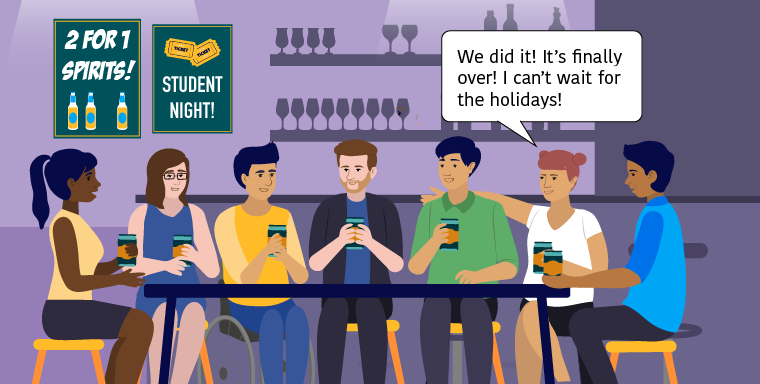 2 FOR 1
SPIRITS!
TICKET
TICKET
STUDENT
NIGHT!
We did it! It's finally
over! I can't wait for
the holidays!